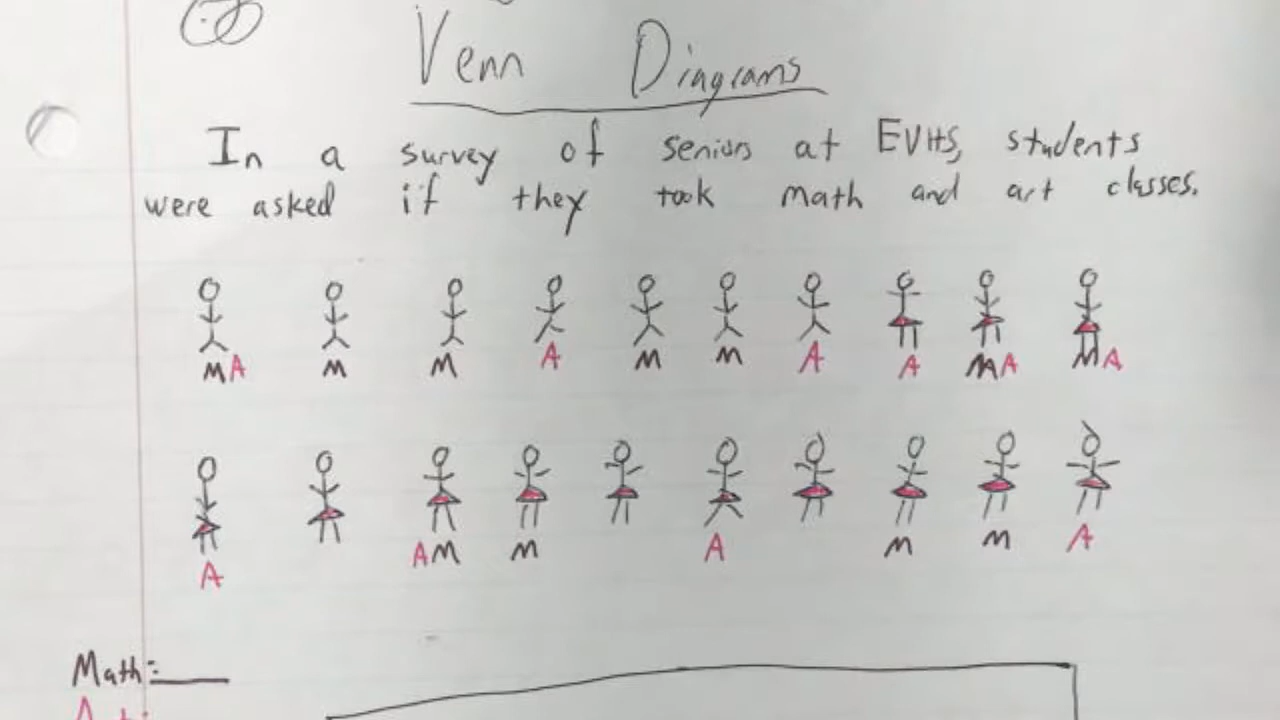 Venn Diagrams
In a survey of seniors at EVHS, students
were asked if they took math and art classes.
MA M M A M M A A MA MA
A AM M A M M A
Math:
Art: